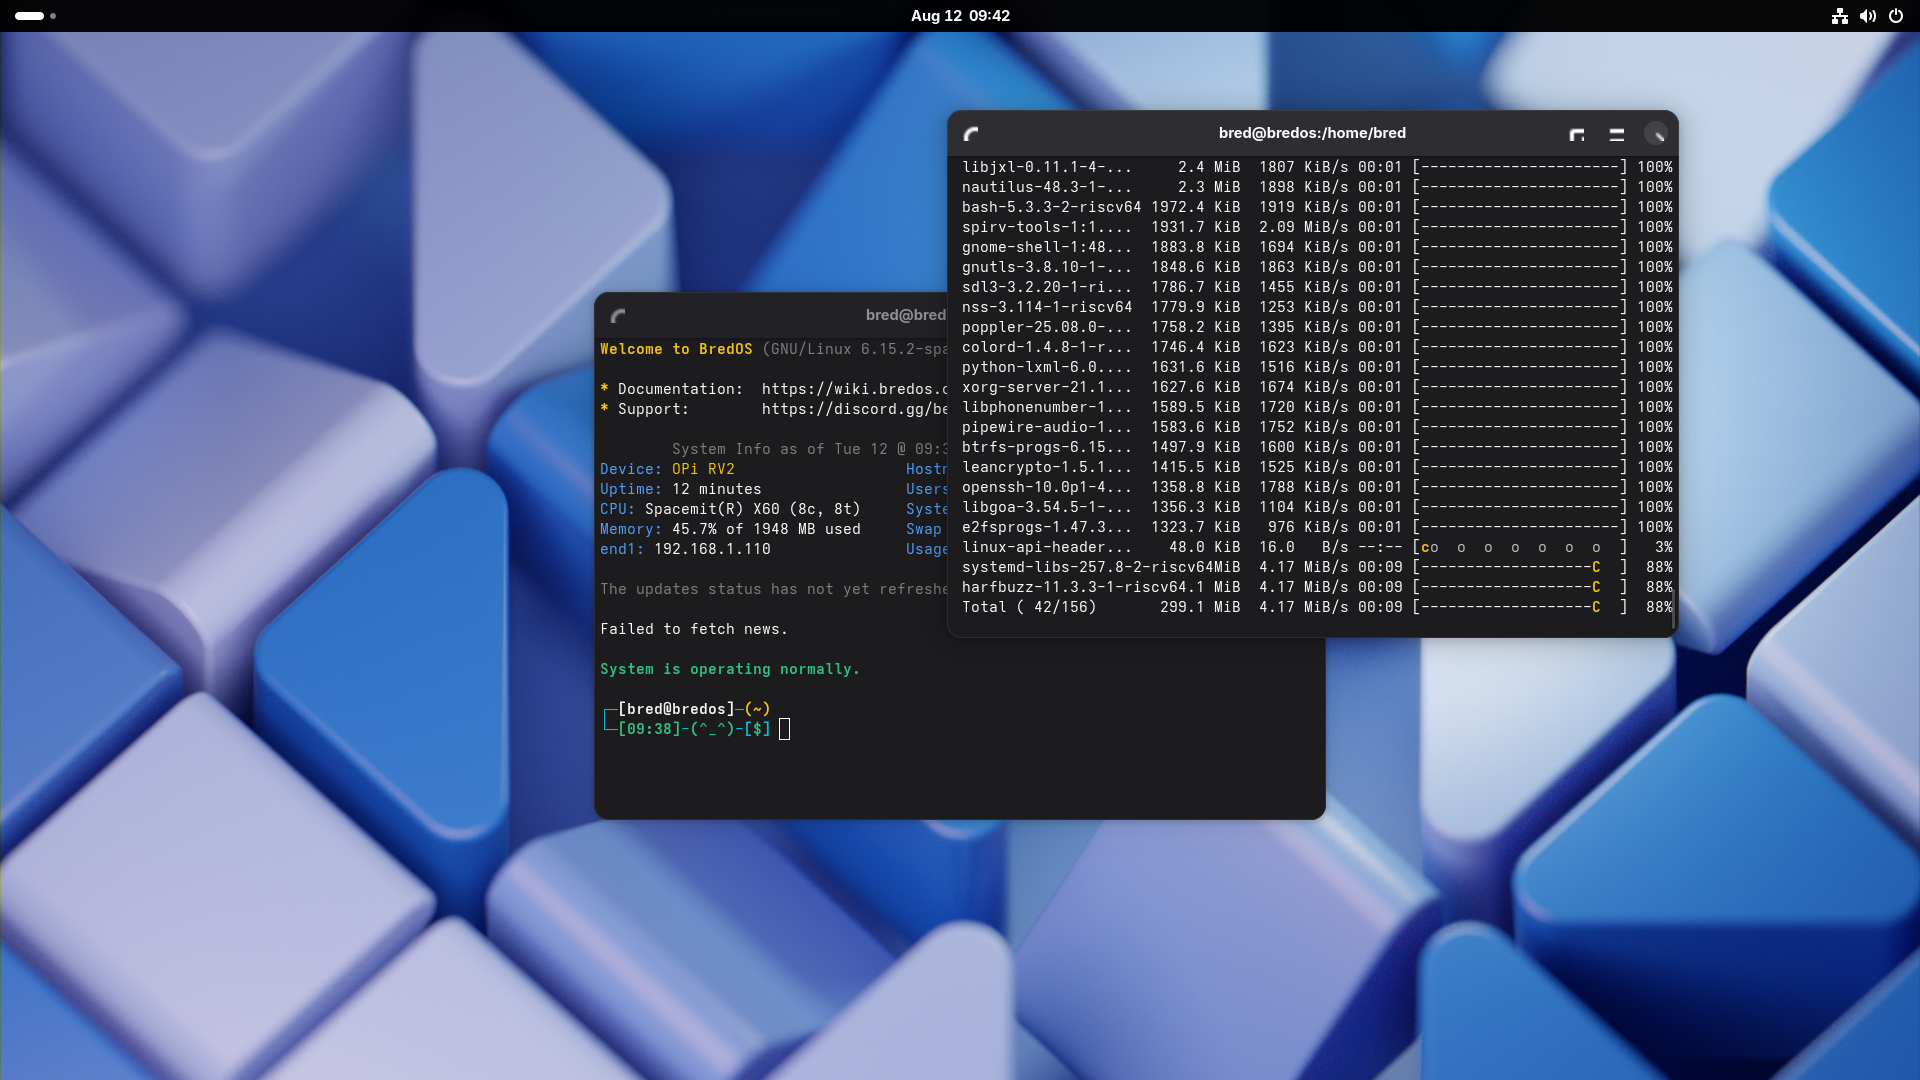 Aug 12 09:42
bred@bredos:/home/bred
libjxl-0.11.1-4-... 2.4 MiB 1807 KiB/s 00:01 [----------------------] 100%
nautilus-48.3-1-... 2.3 MiB 1898 KiB/s 00:01 [----------------------] 100%
bash-5.3.3-2-riscv64 1972.4 KiB 1919 KiB/s 00:01 [----------------------] 100%
spirv-tools-1:1.... 1931.7 KiB 2.09 MiB/s 00:01 [----------------------] 100%
gnome-shell-1:48... 1883.8 KiB 1694 KiB/s 00:01 [----------------------] 100%
gnutls-3.8.10-1-... 1848.6 KiB 1863 KiB/s 00:01 [----------------------] 100%
sdl3-3.2.20-1-ri... 1786.7 KiB 1455 KiB/s 00:01 [----------------------] 100%
nss-3.114-1-riscv64 1779.9 KiB 1253 KiB/s 00:01 [----------------------] 100%
poppler-25.08.0-... 1758.2 KiB 1395 KiB/s 00:01 [----------------------] 100%
colord-1.4.8-1-r... 1746.4 KiB 1623 KiB/s 00:01 [----------------------] 100%
python-lxml-6.0.... 1631.6 KiB 1516 KiB/s 00:01 [----------------------] 100%
xorg-server-21.1... 1627.6 KiB 1674 KiB/s 00:01 [----------------------] 100%
libphonenumber-1... 1589.5 KiB 1720 KiB/s 00:01 [----------------------] 100%
pipewire-audio-1... 1583.6 KiB 1752 KiB/s 00:01 [----------------------] 100%
btrfs-progs-6.15... 1497.9 KiB 1600 KiB/s 00:01 [----------------------] 100%
leancrypto-1.5.1... 1415.5 KiB 1525 KiB/s 00:01 [----------------------] 100%
openssh-10.0p1-4... 1358.8 KiB 1788 KiB/s 00:01 [----------------------] 100%
libgoa-3.54.5-1-... 1356.3 KiB 1104 KiB/s 00:01 [----------------------] 100%
e2fsprogs-1.47.3... 1323.7 KiB 976 KiB/s 00:01 [----------------------] 100%
linux-api-header... 48.0 KiB 16.0 B/s --:-- [co o o o o o o ] 3%
systemd-libs-257.8-2-riscv64MiB 4.17 MiB/s 00:09 [-------------------C ] 88%
harfbuzz-11.3.3-1-riscv64.1 MiB 4.17 MiB/s 00:09 [-------------------C ] 88%
Total ( 42/156) 299.1 MiB 4.17 MiB/s 00:09 [-------------------C ] 88%
bred@bred
Welcome to BredOS (GNU/Linux 6.15.2-spa
* Documentation: https://wiki.bredos.o
* Support: https://discord.gg/be
System Info as of Tue 12 @ 09:3
Device: OPi RV2 Hostn
Uptime: 12 minutes Users
CPU: Spacemit(R) X60 (8c, 8t) Syste
Memory: 45.7% of 1948 MB used Swap
end1: 192.168.1.110 Usage
The updates status has not yet refreshe
Failed to fetch news.
System is operating normally.
┌─[bred@bredos]─(~)
└─[09:38]-(^_^)-[$]